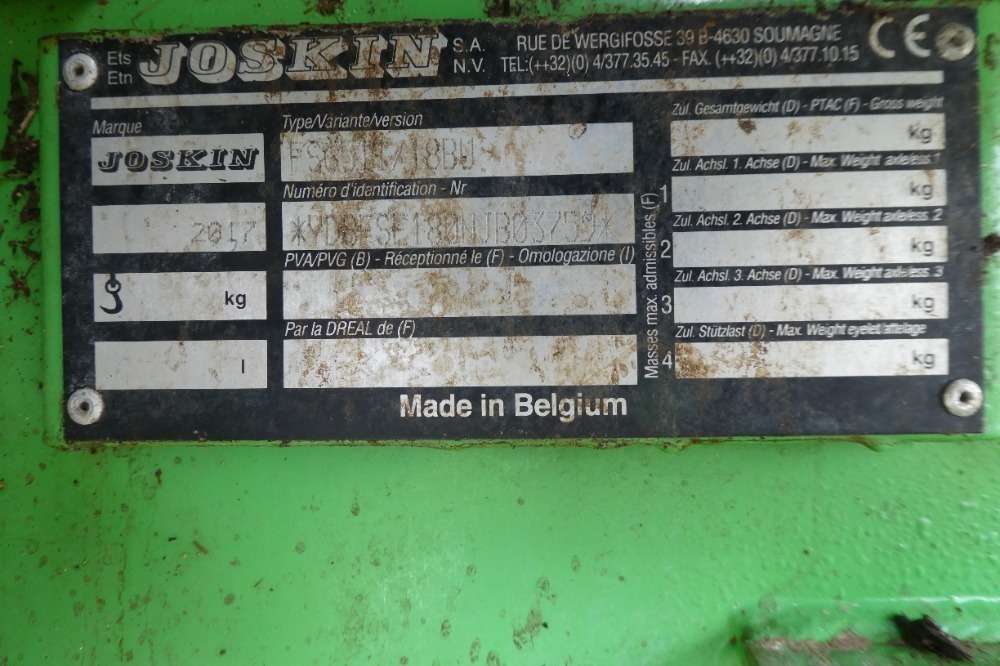 Ets Etn JOSKIN S.A. N.V.
RUE DE WERGIFOSSE 39 B-4630 SOUMAGNE
TEL:(++32)(0) 4/377.35.45 - FAX. (++32)(0) 4/377.10.15
CE
Marque
JOSKIN
2017
kg
l
Type/Variante/version
Numéro d'identification - Nr
PVA/PVG (B) - Réceptionné le (F) - Omologazione (I)
Par la DREAL de (F)
Masses max. admissibles (F)
Zul. Gesamtgewicht (D) - PTAC (F) - Gross weight
kg
Zul. Achsl. 1. Achse (D) - Max. Weight axleless. 1
1 kg
Zul. Achsl. 2. Achse (D) - Max. Weight axleless. 2
2 kg
Zul. Achsl. 3. Achse (D) - Max. Weight axleless. 3
3 kg
Zul. Stützlast (D) - Max. Weight eyelet/attelage
4 kg
Made in Belgium